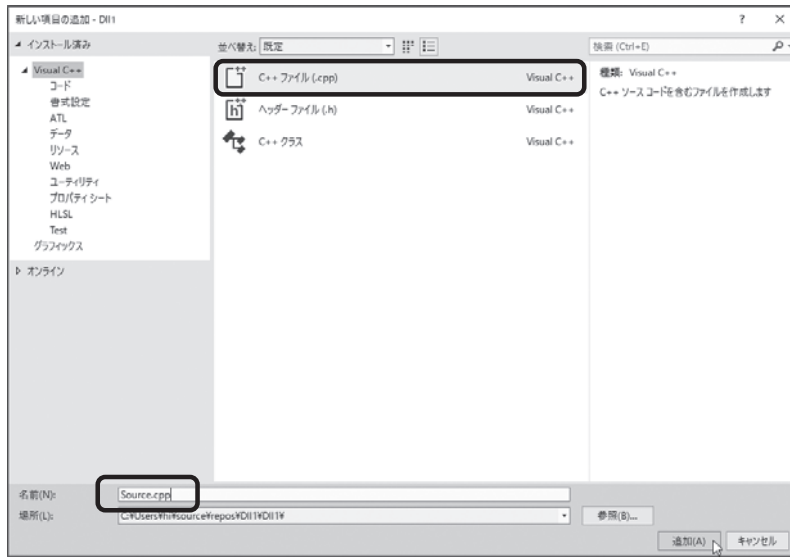 新しい項目の追加 - Dll1
? ×
インストール済み
並べ替え: 既定
検索 (Ctrl+E)
Visual C++
コード
書式設定
ATL
データ
リソース
Web
ユーティリティ
プロパティ シート
HLSL
Test
グラフィックス
オンライン
C++ ファイル (.cpp) Visual C++
ヘッダー ファイル (.h) Visual C++
C++ クラス Visual C++
種類: Visual C++
C++ ソース コードを含むファイルを作成します
名前(N): Source.cpp
場所(L): C:¥Users¥hi¥source¥repos¥Dll1¥Dll1¥
参照(B)...
追加(A) キャンセル